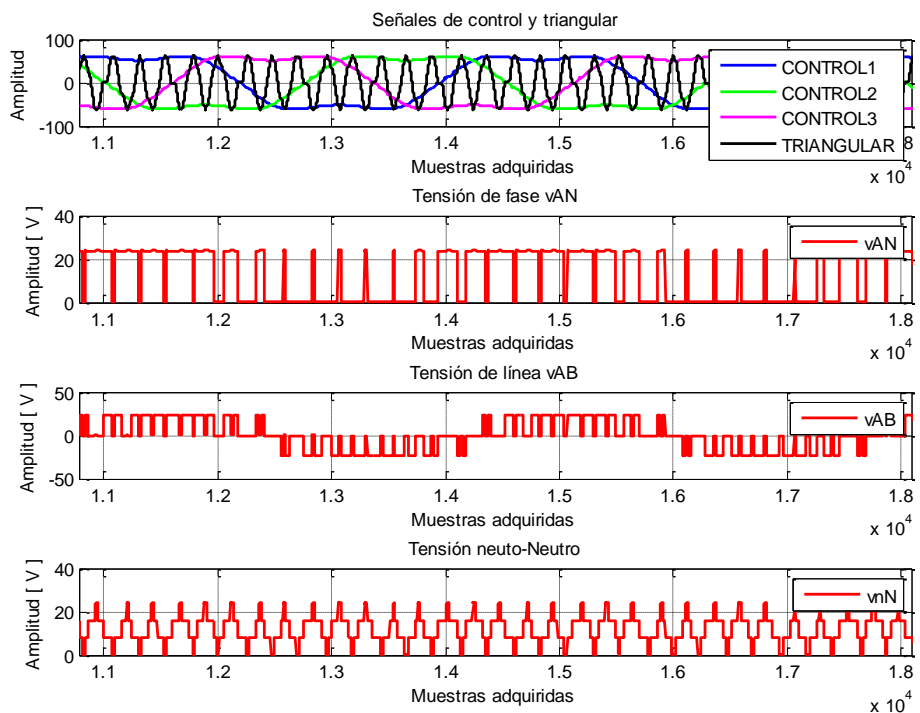 Señales de control y triangular
Amplitud
100
0
-100
CONTROL1
CONTROL2
CONTROL3
TRIANGULAR
1.1 1.2 1.3 1.4 1.5 1.6 1.7 1.8
Muestras adquiridas
x 10^4
Tensión de fase vAN
Amplitud [ V ]
40
20
0
vAN
1.1 1.2 1.3 1.4 1.5 1.6 1.7 1.8
Muestras adquiridas
x 10^4
Tensión de línea vAB
Amplitud [ V ]
50
0
-50
vAB
1.1 1.2 1.3 1.4 1.5 1.6 1.7 1.8
Muestras adquiridas
x 10^4
Tensión neuto-Neutro
Amplitud [ V ]
40
20
0
vnN
1.1 1.2 1.3 1.4 1.5 1.6 1.7 1.8
Muestras adquiridas
x 10^4